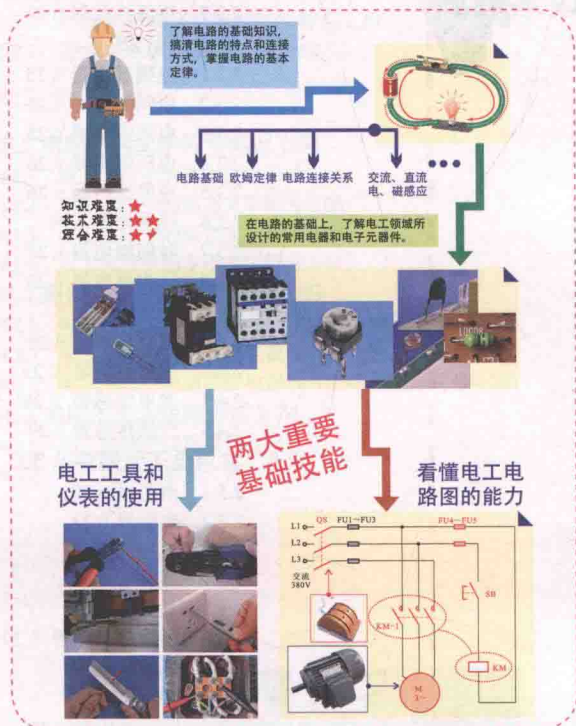 了解电路的基础知识，
搞清电路的特点和连接
方式，掌握电路的基本
定律。
电路基础 欧姆定律 电路连接关系 交流、直流
电、磁感应
知识难度：★
技术难度：★★
综合难度：★★
在电路的基础上，了解电工领域所
设计的常用电器和电子元器件。
两大重要
基础技能
电工工具和
仪表的使用
看懂电工电
路图的能力
L1 QS FU1～FU3 FU4～FU5
L2
L3
交流
380V
SB
KM-1
KM
M
3～